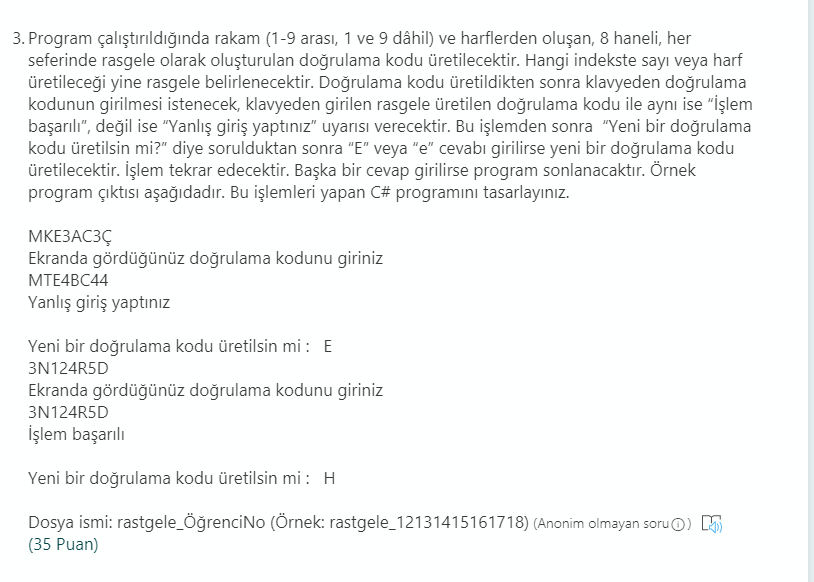 3. Program çalıştırıldığında rakam (1-9 arası, 1 ve 9 dâhil) ve harflerden oluşan, 8 haneli, her
seferinde rasgele olarak oluşturulan doğrulama kodu üretilecektir. Hangi indekste sayı veya harf
üretileceği yine rasgele belirlenecektir. Doğrulama kodu üretildikten sonra klavyeden doğrulama
kodunun girilmesi istenecek, klavyeden girilen rasgele üretilen doğrulama kodu ile aynı ise “İşlem
başarılı”, değil ise “Yanlış giriş yaptınız” uyarısı verecektir. Bu işlemden sonra “Yeni bir doğrulama
kodu üretilsin mi?” diye sorulduktan sonra “E” veya “e” cevabı girilirse yeni bir doğrulama kodu
üretilecektir. İşlem tekrar edecektir. Başka bir cevap girilirse program sonlanacaktır. Örnek
program çıktısı aşağıdadır. Bu işlemleri yapan C# programını tasarlayınız.
MKE3AC3Ç
Ekranda gördüğünüz doğrulama kodunu giriniz
MTE4BC44
Yanlış giriş yaptınız
Yeni bir doğrulama kodu üretilsin mi : E
3N124R5D
Ekranda gördüğünüz doğrulama kodunu giriniz
3N124R5D
İşlem başarılı
Yeni bir doğrulama kodu üretilsin mi : H
Dosya ismi: rastgele_ÖğrenciNo (Örnek: rastgele_12131415161718) (Anonim olmayan soru)
(35 Puan)